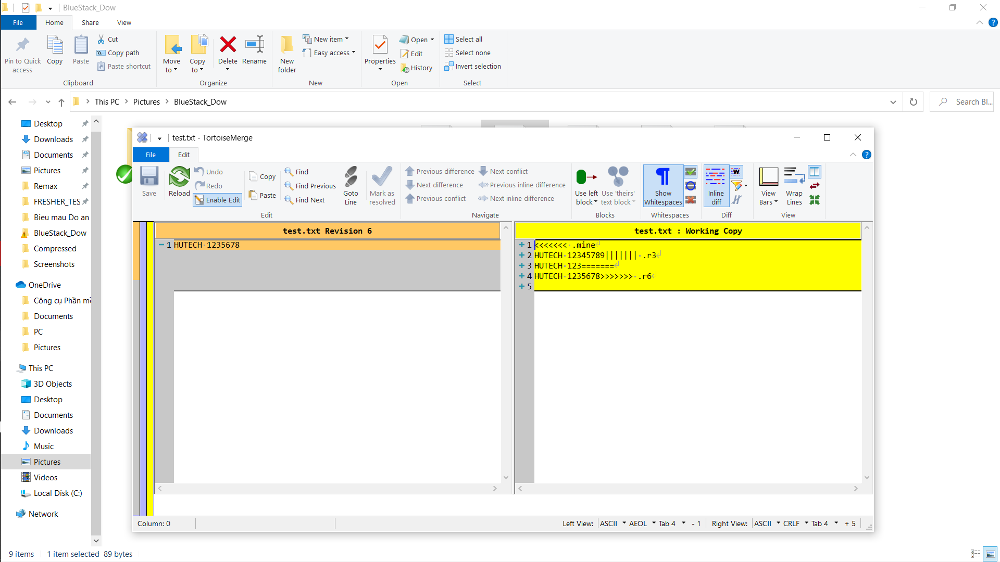 BlueStack_Dow
File Home Share View
Pin to Quick access
Copy
Paste
Cut
Copy path
Paste shortcut
Clipboard
Move to
Copy to
Delete
Rename
Organize
New folder
New item
Easy access
New
Properties
Open
Edit
History
Open
Select all
Select none
Invert selection
Select
This PC > Pictures > BlueStack_Dow
Search Bl...
Desktop
Downloads
Documents
Pictures
Remax
FRESHER_TES
Bieu mau Do an
BlueStack_Dow
Compressed
Screenshots
OneDrive
Công cụ Phần mề
Documents
PC
Pictures
This PC
3D Objects
Desktop
Documents
Downloads
Music
Pictures
Videos
Local Disk (C:)
Network
9 items 1 item selected 89 bytes
test.txt - TortoiseMerge
File Edit
Save
Reload
Undo
Redo
Enable Edit
Copy
Paste
Edit
Find
Find Previous
Find Next
Goto Line
Mark as resolved
Previous difference
Next difference
Previous conflict
Next conflict
Previous inline difference
Next inline difference
Navigate
Use left block
Use 'theirs' text block
Blocks
Show Whitespaces
Whitespaces
Inline diff
Diff
View Bars
Wrap Lines
View
test.txt Revision 6
1 HUTECH 1235678
test.txt : Working Copy
1 <<<<<<< .mine
2 HUTECH 12345789||||||| .r3
3 HUTECH 123=======
4 HUTECH 1235678>>>>>>> .r6
5
Column: 0
Left View: ASCII AEOL Tab 4 - 1
Right View: ASCII CRLF Tab 4 + 5